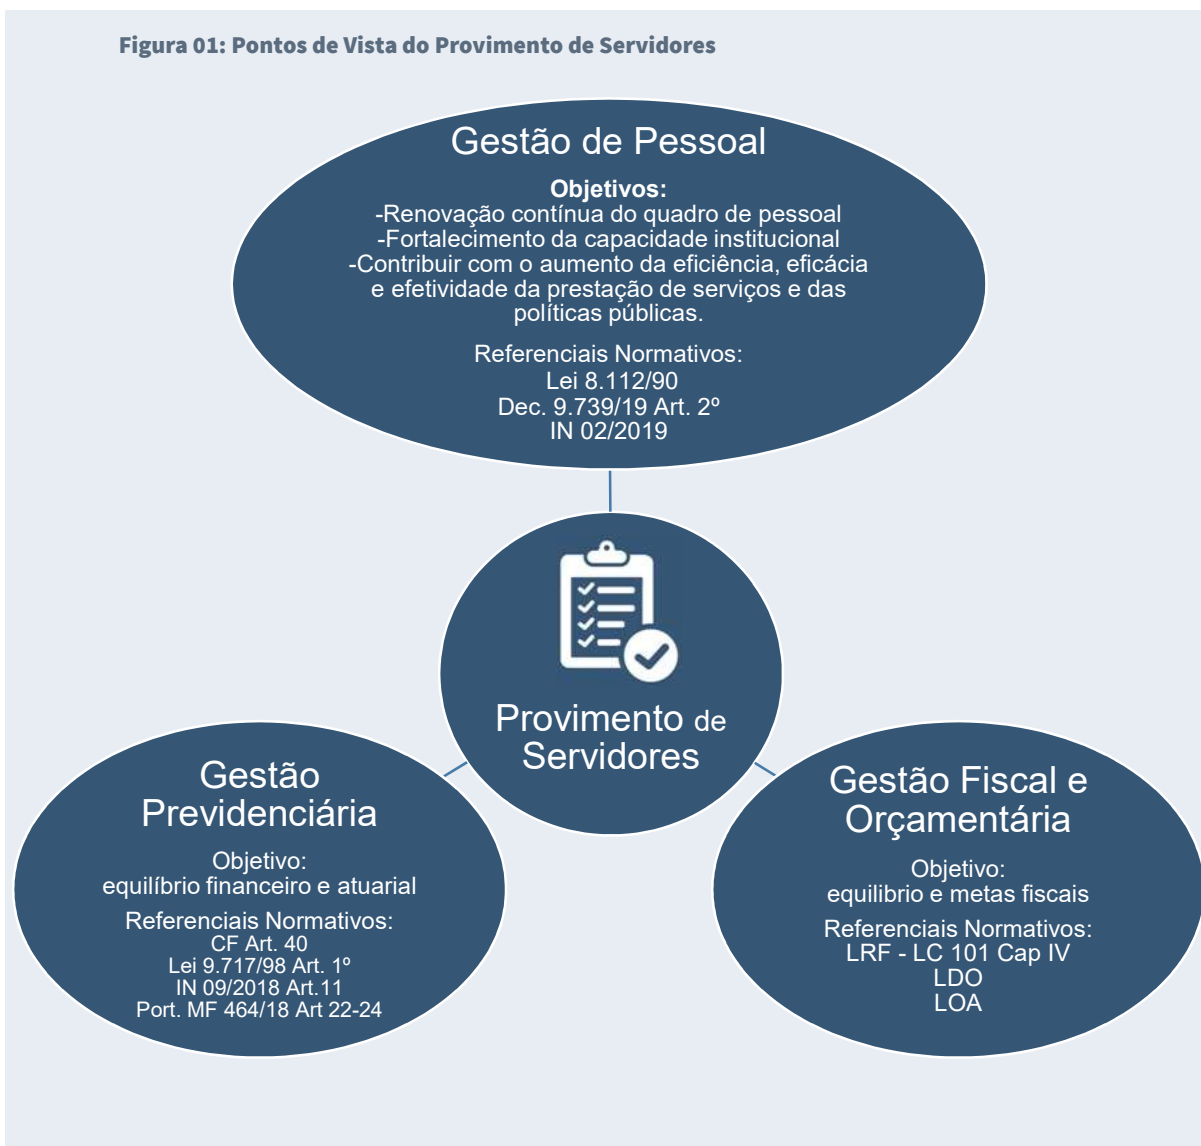 Figura 01: Pontos de Vista do Provimento de Servidores
Gestão de Pessoal
Objetivos:
-Renovação contínua do quadro de pessoal
-Fortalecimento da capacidade institucional
-Contribuir com o aumento da eficiência, eficácia
e efetividade da prestação de serviços e das
políticas públicas.
Referenciais Normativos:
Lei 8.112/90
Dec. 9.739/19 Art. 2º
IN 02/2019
Provimento de
Servidores
Gestão
Previdenciária
Objetivo:
equilíbrio financeiro e atuarial
Referenciais Normativos:
CF Art. 40
Lei 9.717/98 Art. 1º
IN 09/2018 Art.11
Port. MF 464/18 Art 22-24
Gestão Fiscal e
Orçamentária
Objetivo:
equilibrio e metas fiscais
Referenciais Normativos:
LRF - LC 101 Cap IV
LDO
LOA